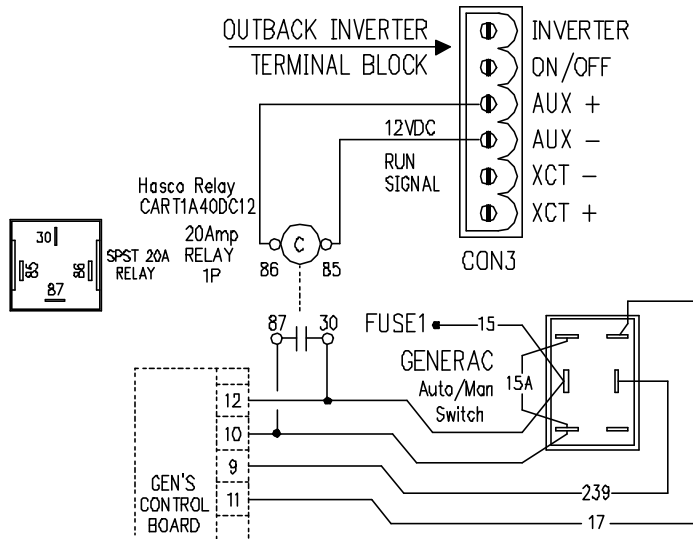 OUTBACK INVERTER
TERMINAL BLOCK
INVERTER
ON/OFF
AUX +
AUX -
XCT -
XCT +
CON3
12VDC
RUN
SIGNAL
Hasco Relay
CART1A40DC12
20Amp
RELAY
1P
C
86
85
30
85
86
87
SPST 20A
RELAY
87
30
FUSE1
15
GENERAC
Auto/Man
Switch
15A
12
10
9
11
GEN'S
CONTROL
BOARD
239
17